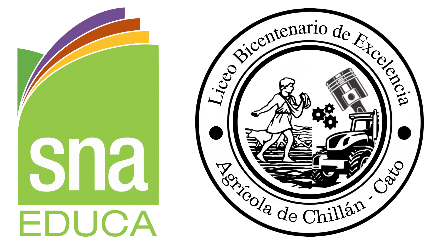 sna
EDUCA
Liceo Bicentenario de Excelencia
Agrícola de Chillán - Cato